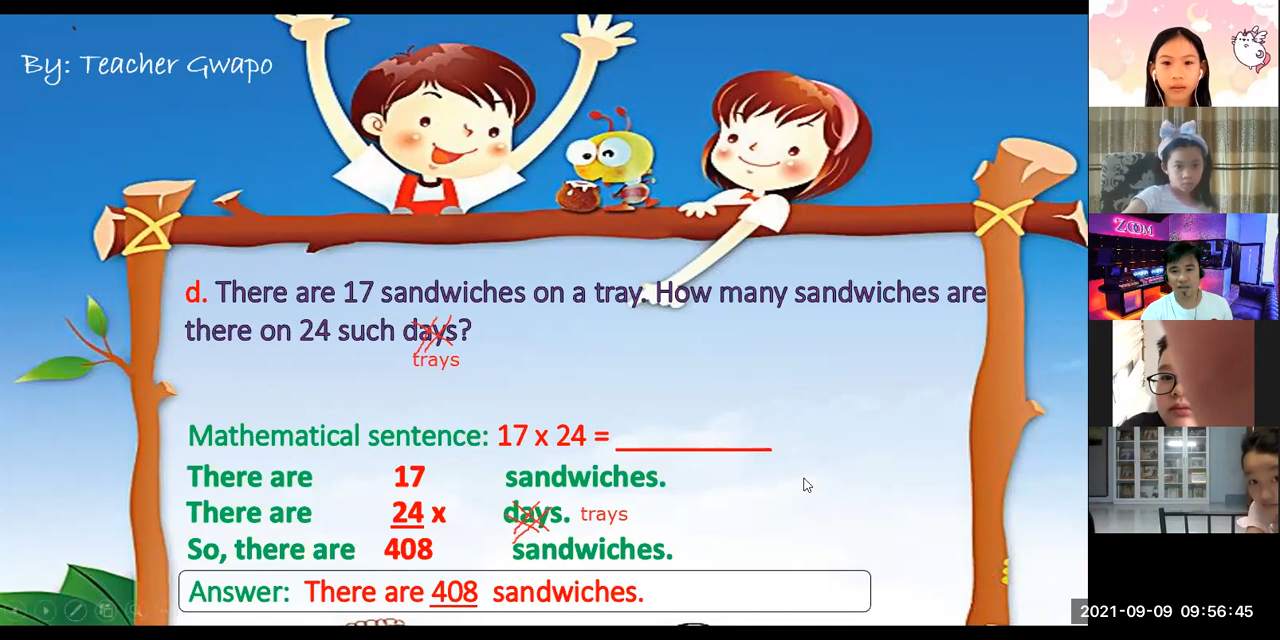 By: Teacher Gwapo
ZOOM
d. There are 17 sandwiches on a tray. How many sandwiches are
there on 24 such days?
trays
Mathematical sentence: 17 x 24 = __________
There are 17 sandwiches.
There are 24 x days. trays
So, there are 408 sandwiches.
Answer: There are 408 sandwiches.
2021-09-09 09:56:45